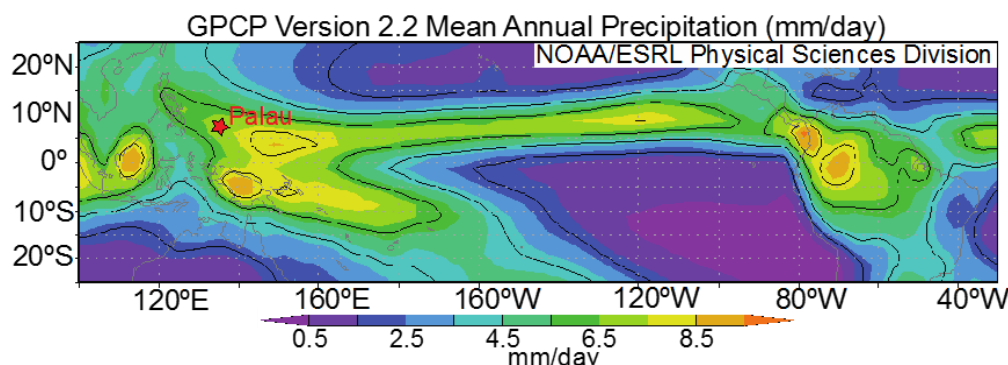 GPCP Version 2.2 Mean Annual Precipitation (mm/day)
NOAA/ESRL Physical Sciences Division
20ºN
10ºN
Palau
0º
10ºS
20ºS
120ºE 160ºE 160ºW 120ºW 80ºW 40ºW
0.5 2.5 4.5 6.5 8.5
mm/day